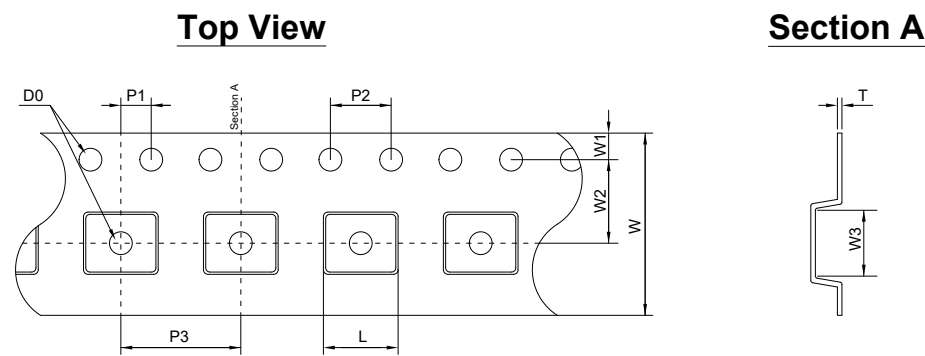 Top View
Section A
D0
P1
Section A
P2
T
W1
W2
W
W3
P3
L